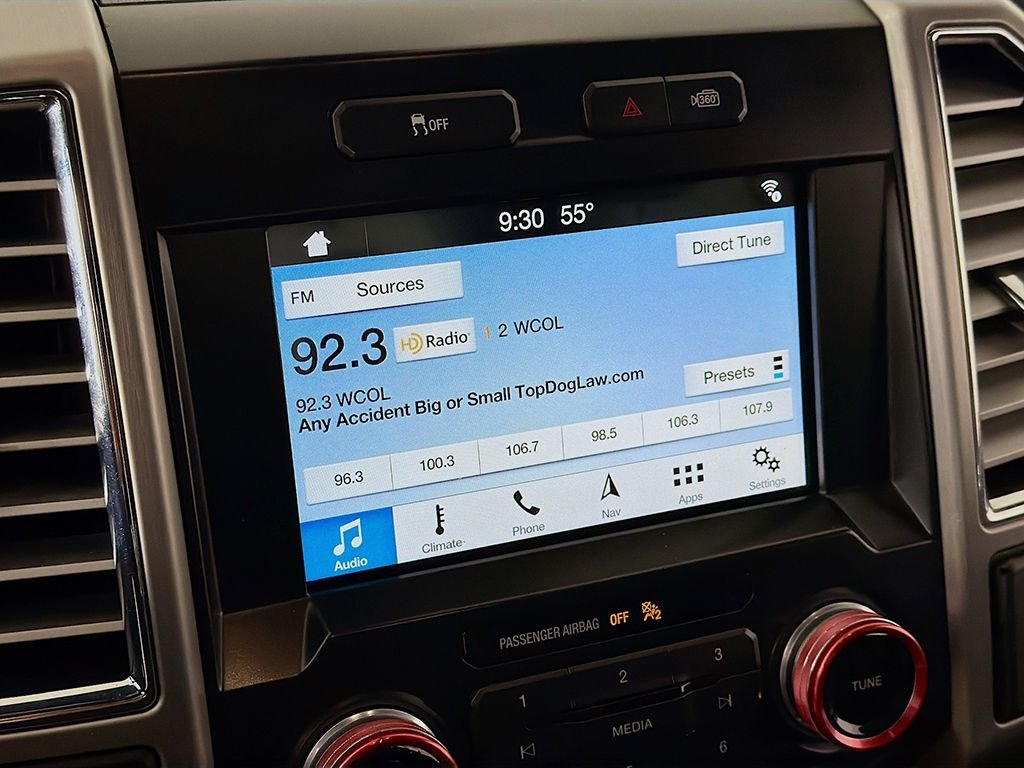 OFF
360°
9:30 55°
Direct Tune
FM Sources
92.3 HD Radio 1 2 WCOL
92.3 WCOL
Any Accident Big or Small TopDogLaw.com
Presets
96.3 100.3 106.7 98.5 106.3 107.9
Audio Climate Phone Nav Apps Settings
PASSENGER AIRBAG OFF 2
1 2 3
MEDIA
TUNE
6